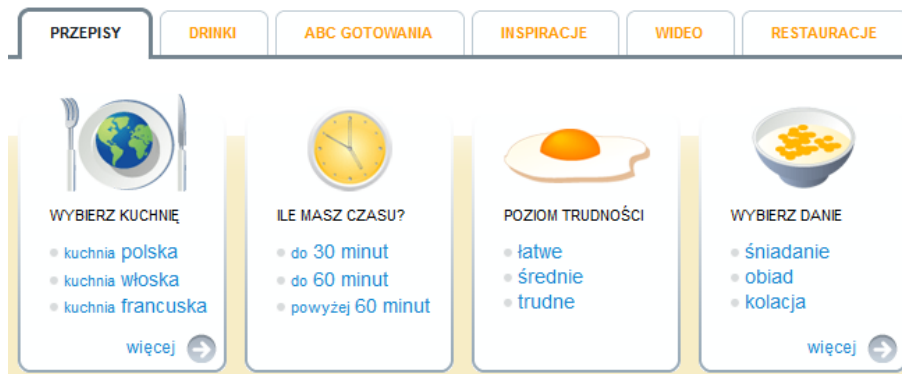 PRZEPISY
DRINKI
ABC GOTOWANIA
INSPIRACJE
WIDEO
RESTAURACJE
WYBIERZ KUCHNIĘ
kuchnia polska
kuchnia włoska
kuchnia francuska
więcej
ILE MASZ CZASU?
do 30 minut
do 60 minut
powyżej 60 minut
POZIOM TRUDNOŚCI
łatwe
średnie
trudne
WYBIERZ DANIE
śniadanie
obiad
kolacja
więcej